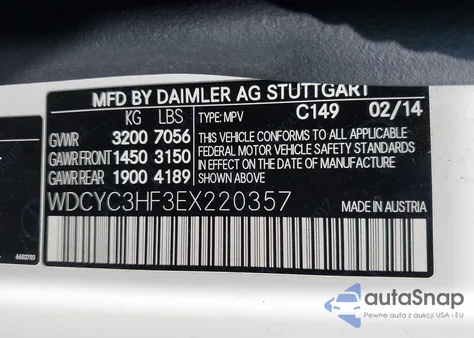 MFD BY DAIMLER AG STUTTGART
KG LBS
TYPE: MPV C149 02/14
GVWR 3200 7056
GAWR FRONT 1450 3150
GAWR REAR 1900 4189
THIS VEHICLE CONFORMS TO ALL APPLICABLE
FEDERAL MOTOR VEHICLE SAFETY STANDARDS
IN EFFECT ON THE DATE OF MANUFACTURE
SHOWN ABOVE
WDCYC3HF3EX220357
MADE IN AUSTRIA
autoSnap
Pewne auta z aukcji USA i EU